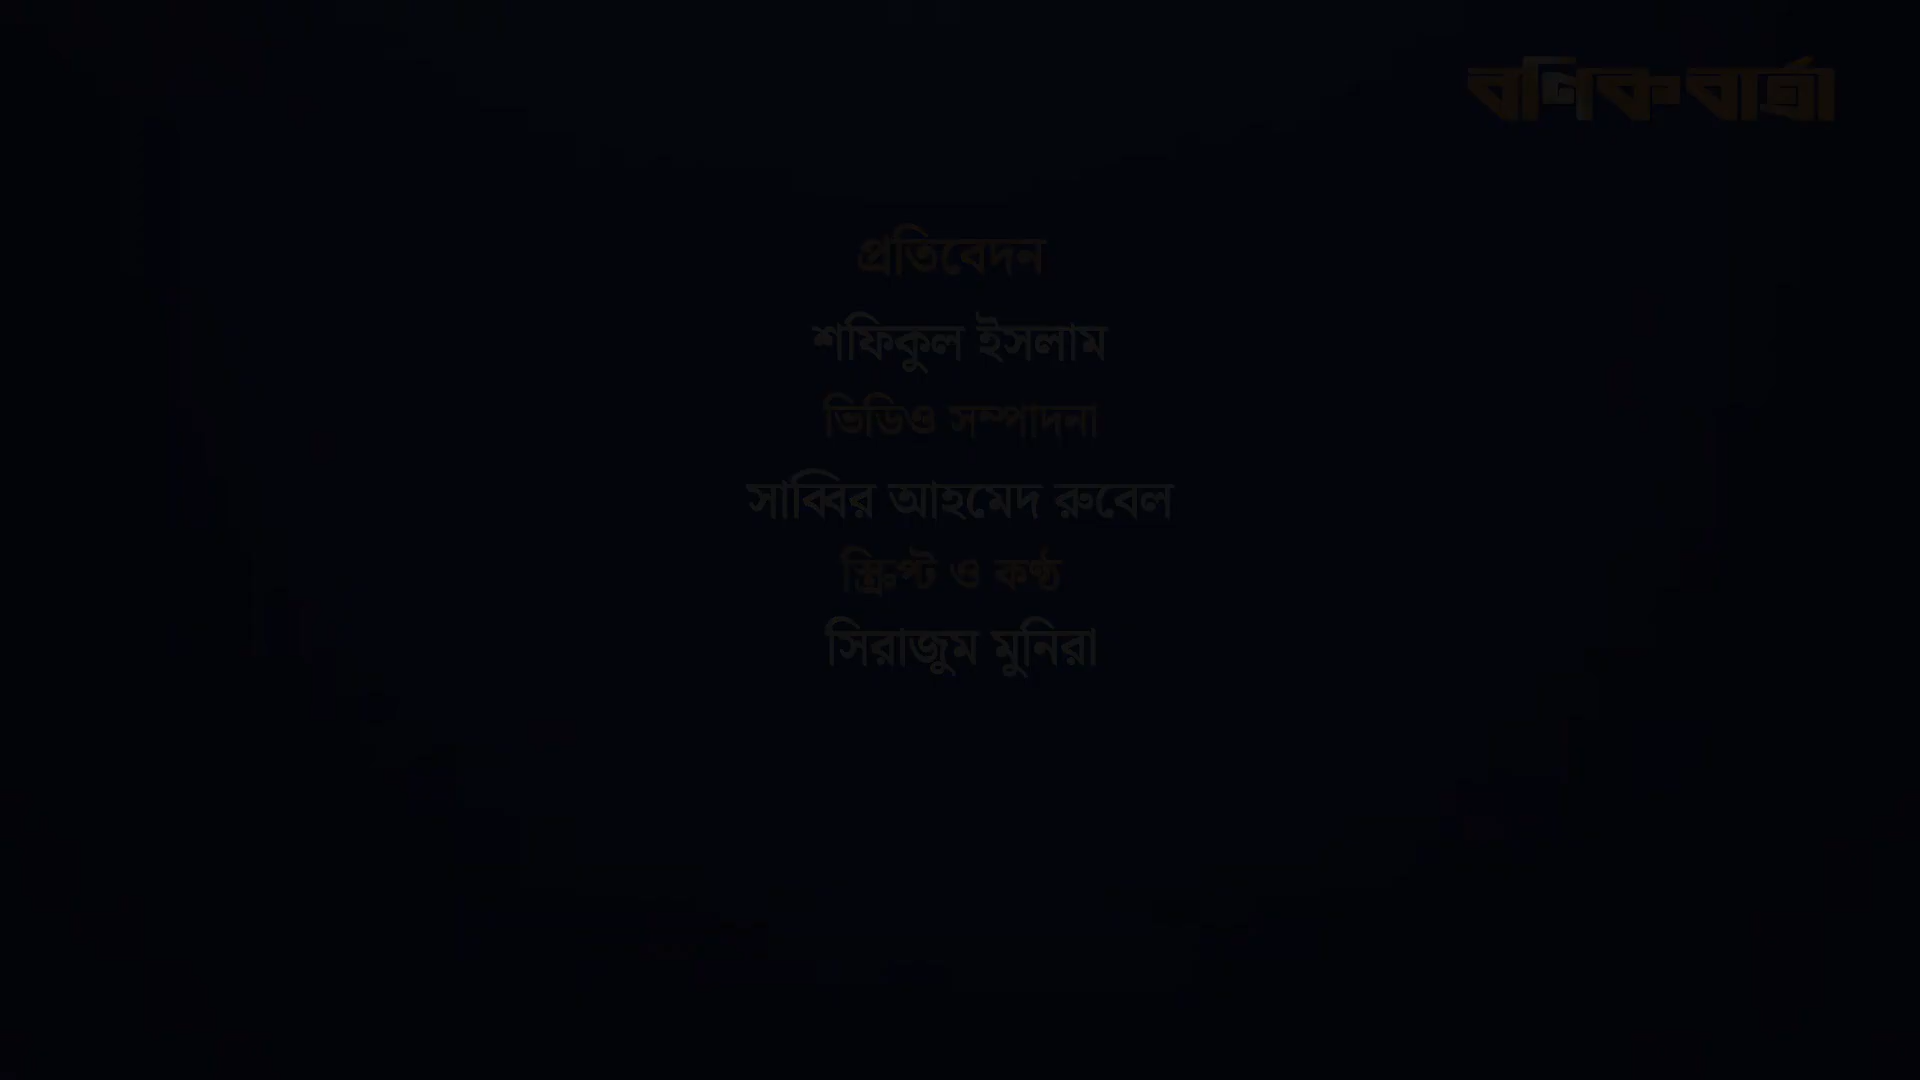 বণিক বার্তা
প্রতিবেদন
শফিকুল ইসলাম
ভিডিও সম্পাদনা
সাব্বির আহমেদ রুবেল
স্ক্রিপ্ট ও কণ্ঠ
সিরাজুম মুনিরা